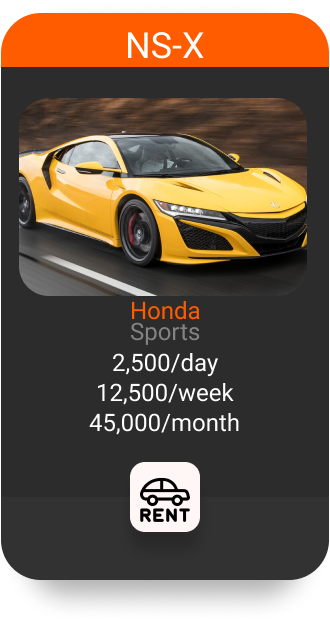 NS-X
Honda
Sports
2,500/day
12,500/week
45,000/month
RENT